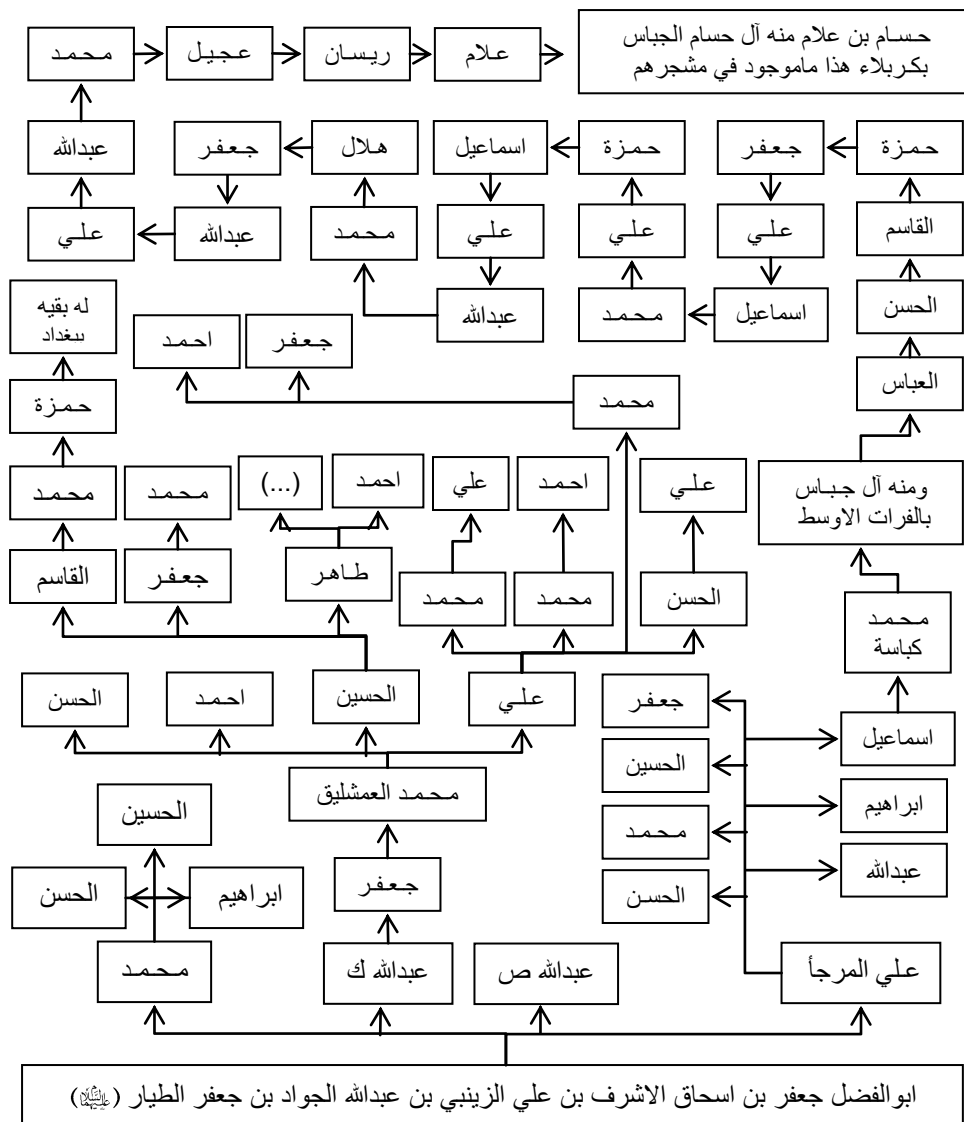 حسام بن علام منه آل حسام الجباس
بكربلاء هذا ماموجود في مشجرهم
علام
ريسان
عجيل
محمد
حمزة
جعفر
حمزة
اسماعيل
هلال
جعفر
عبدالله
القاسم
علي
علي
علي
محمد
عبدالله
علي
الحسن
اسماعيل
محمد
عبدالله
له بقيه
ببغداد
جعفر
احمد
العباس
محمد
حمزة
ومنه آل جباس
بالفرات الاوسط
علي
احمد
علي
احمد
(...)
محمد
محمد
الحسن
محمد
محمد
طاهر
جعفر
القاسم
محمد
كباسة
جعفر
علي
الحسين
احمد
الحسن
اسماعيل
الحسين
محمد العمشليق
ابراهيم
محمد
الحسين
عبدالله
الحسن
جعفر
ابراهيم
الحسن
علي المرجأ
عبدالله ص
عبدالله ك
محمد
ابوالفضل جعفر بن اسحاق الاشرف بن علي الزينبي بن عبدالله الجواد بن جعفر الطيار